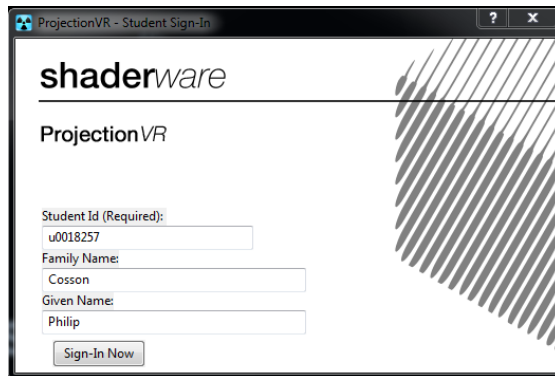 ProjectionVR - Student Sign-In
? x
shaderware
ProjectionVR
Student Id (Required):
u0018257
Family Name:
Cosson
Given Name:
Philip
Sign-In Now